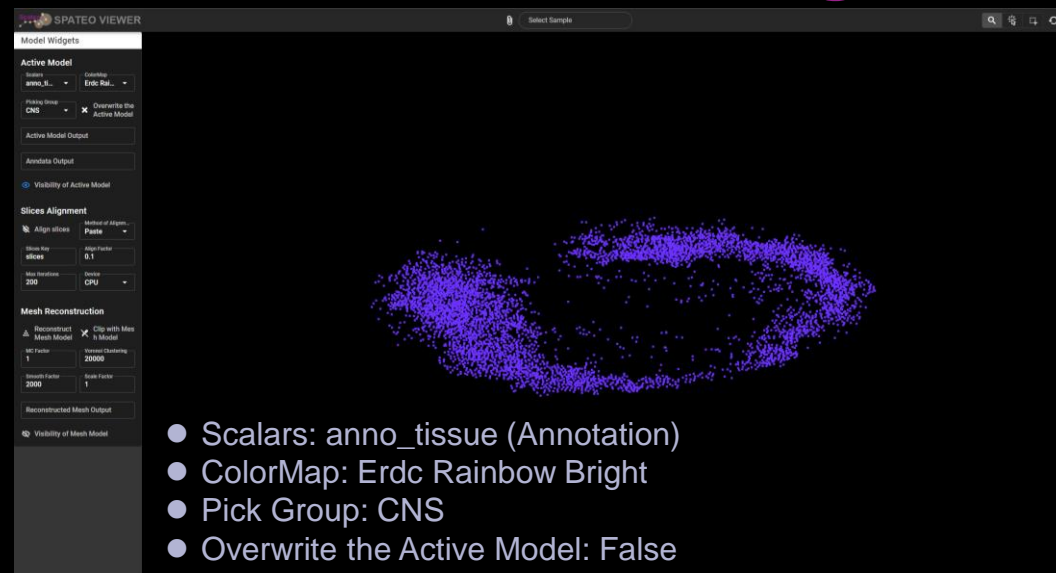 SPATEO VIEWER
Select Sample
Model Widgets
Active Model
Scalars
anno_ti...
ColorMap
Erdc Rai...
Picking Group
CNS
Overwrite the
Active Model
Active Model Output
Anndata Output
Visibility of Active Model
Slices Alignment
Align slices
Method of Alignm...
Paste
Slices Key
slices
Align Factor
0.1
Max Iterations
200
Device
CPU
Mesh Reconstruction
Reconstruct
Mesh Model
Clip with Mes
h Model
MC Factor
1
Voronoi Clustering
20000
Smooth Factor
2000
Scale Factor
1
Reconstructed Mesh Output
Visibility of Mesh Model
● Scalars: anno_tissue (Annotation)
● ColorMap: Erdc Rainbow Bright
● Pick Group: CNS
● Overwrite the Active Model: False